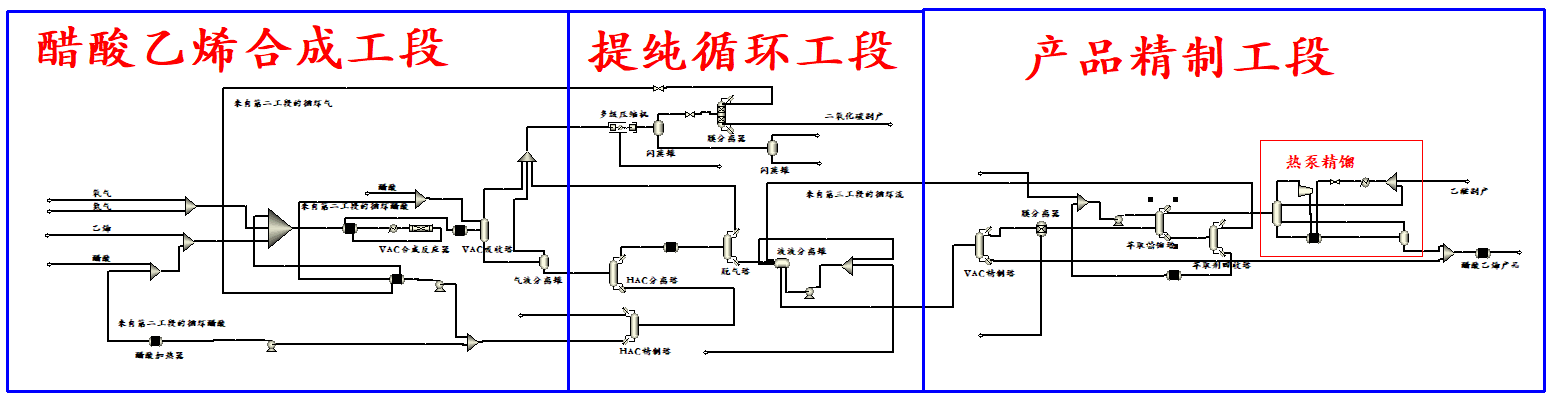 醋酸乙烯合成工段
提纯循环工段
产品精制工段
来自第二工段的循环气
多级压缩机
二氧化碳副产
膜分离器
闪蒸罐
闪蒸罐
热泵精馏
醋酸
氧气
氮气
来自第二工段的循环醋酸
来自第三工段的循环液
膜分离器
乙烯
VAC合成反应器
VAC吸收塔
液液分离罐
萃取精馏塔
醋酸
气液分离罐
HAC分离塔
脱气塔
VAC精制塔
萃取剂回收塔
醋酸乙烯产品
来自第二工段的循环醋酸
醋酸加热器
HAC精制塔